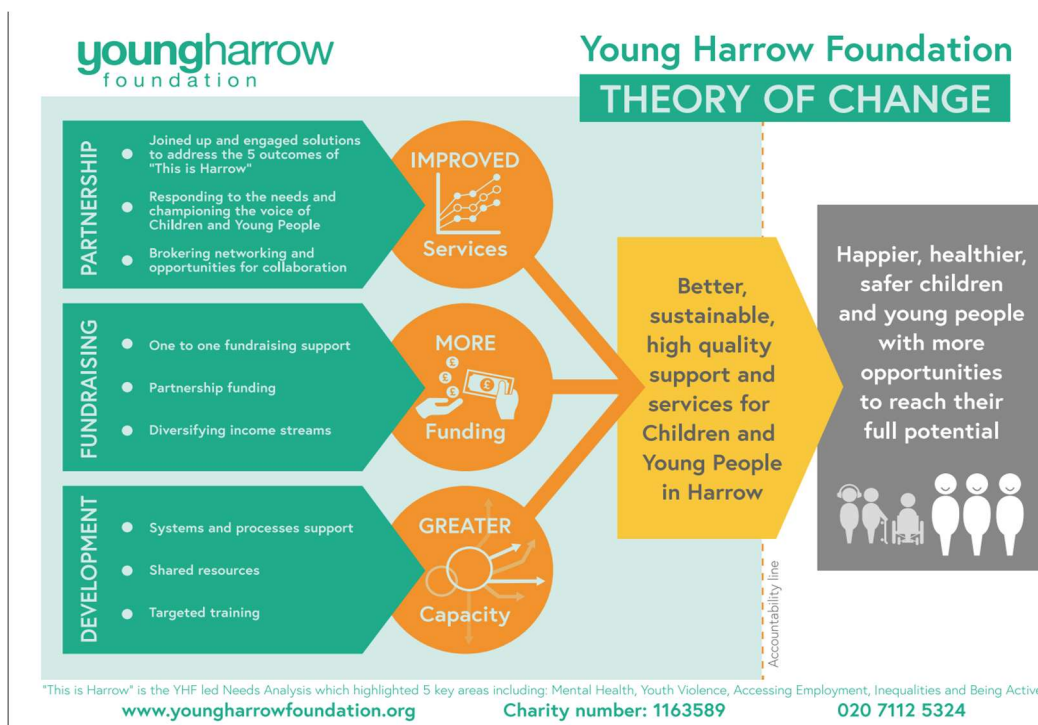 youngharrow
foundation
Young Harrow Foundation
THEORY OF CHANGE
PARTNERSHIP
Joined up and engaged solutions
to address the 5 outcomes of
"This is Harrow"
Responding to the needs and
championing the voice of
Children and Young People
Brokering networking and
opportunities for collaboration
IMPROVED
Services
FUNDRAISING
One to one fundraising support
Partnership funding
Diversifying income streams
MORE
£
£
£
£
Funding
DEVELOPMENT
Systems and processes support
Shared resources
Targeted training
GREATER
Capacity
Better,
sustainable,
high quality
support and
services for
Children and
Young People
in Harrow
Happier, healthier,
safer children
and young people
with more
opportunities
to reach their
full potential
Accountability line
"This is Harrow" is the YHF led Needs Analysis which highlighted 5 key areas including: Mental Health, Youth Violence, Accessing Employment, Inequalities and Being Active
www.youngharrowfoundation.org Charity number: 1163589 020 7112 5324